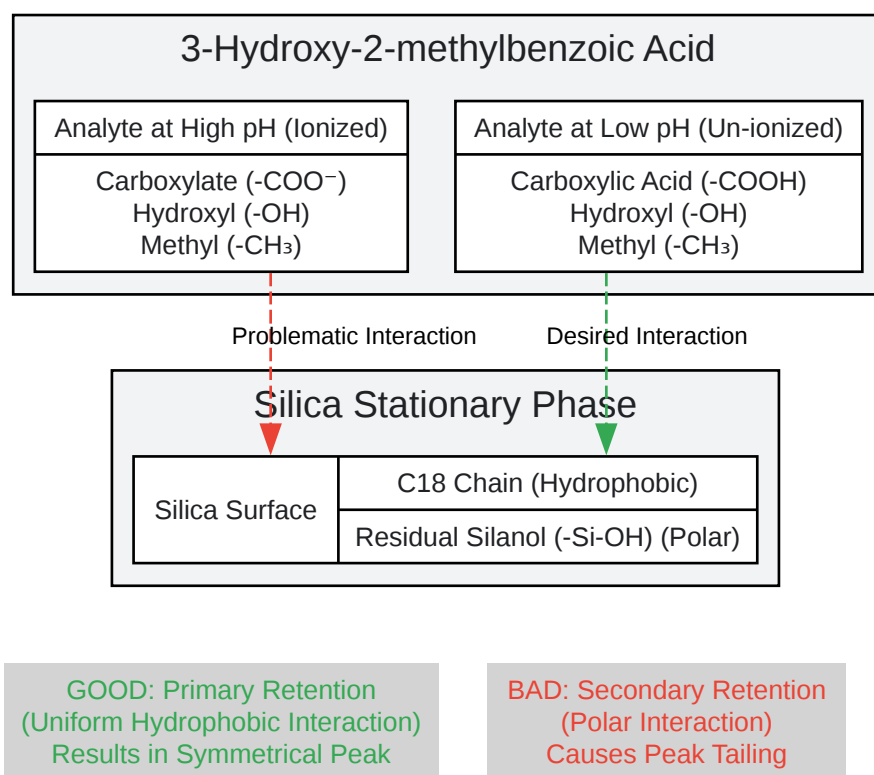 3-Hydroxy-2-methylbenzoic Acid
Analyte at High pH (Ionized)
Carboxylate (-COO⁻)
Hydroxyl (-OH)
Methyl (-CH₃)
Analyte at Low pH (Un-ionized)
Carboxylic Acid (-COOH)
Hydroxyl (-OH)
Methyl (-CH₃)
Problematic Interaction
Desired Interaction
Silica Stationary Phase
Silica Surface
C18 Chain (Hydrophobic)
Residual Silanol (-Si-OH) (Polar)
GOOD: Primary Retention
(Uniform Hydrophobic Interaction)
Results in Symmetrical Peak
BAD: Secondary Retention
(Polar Interaction)
Causes Peak Tailing